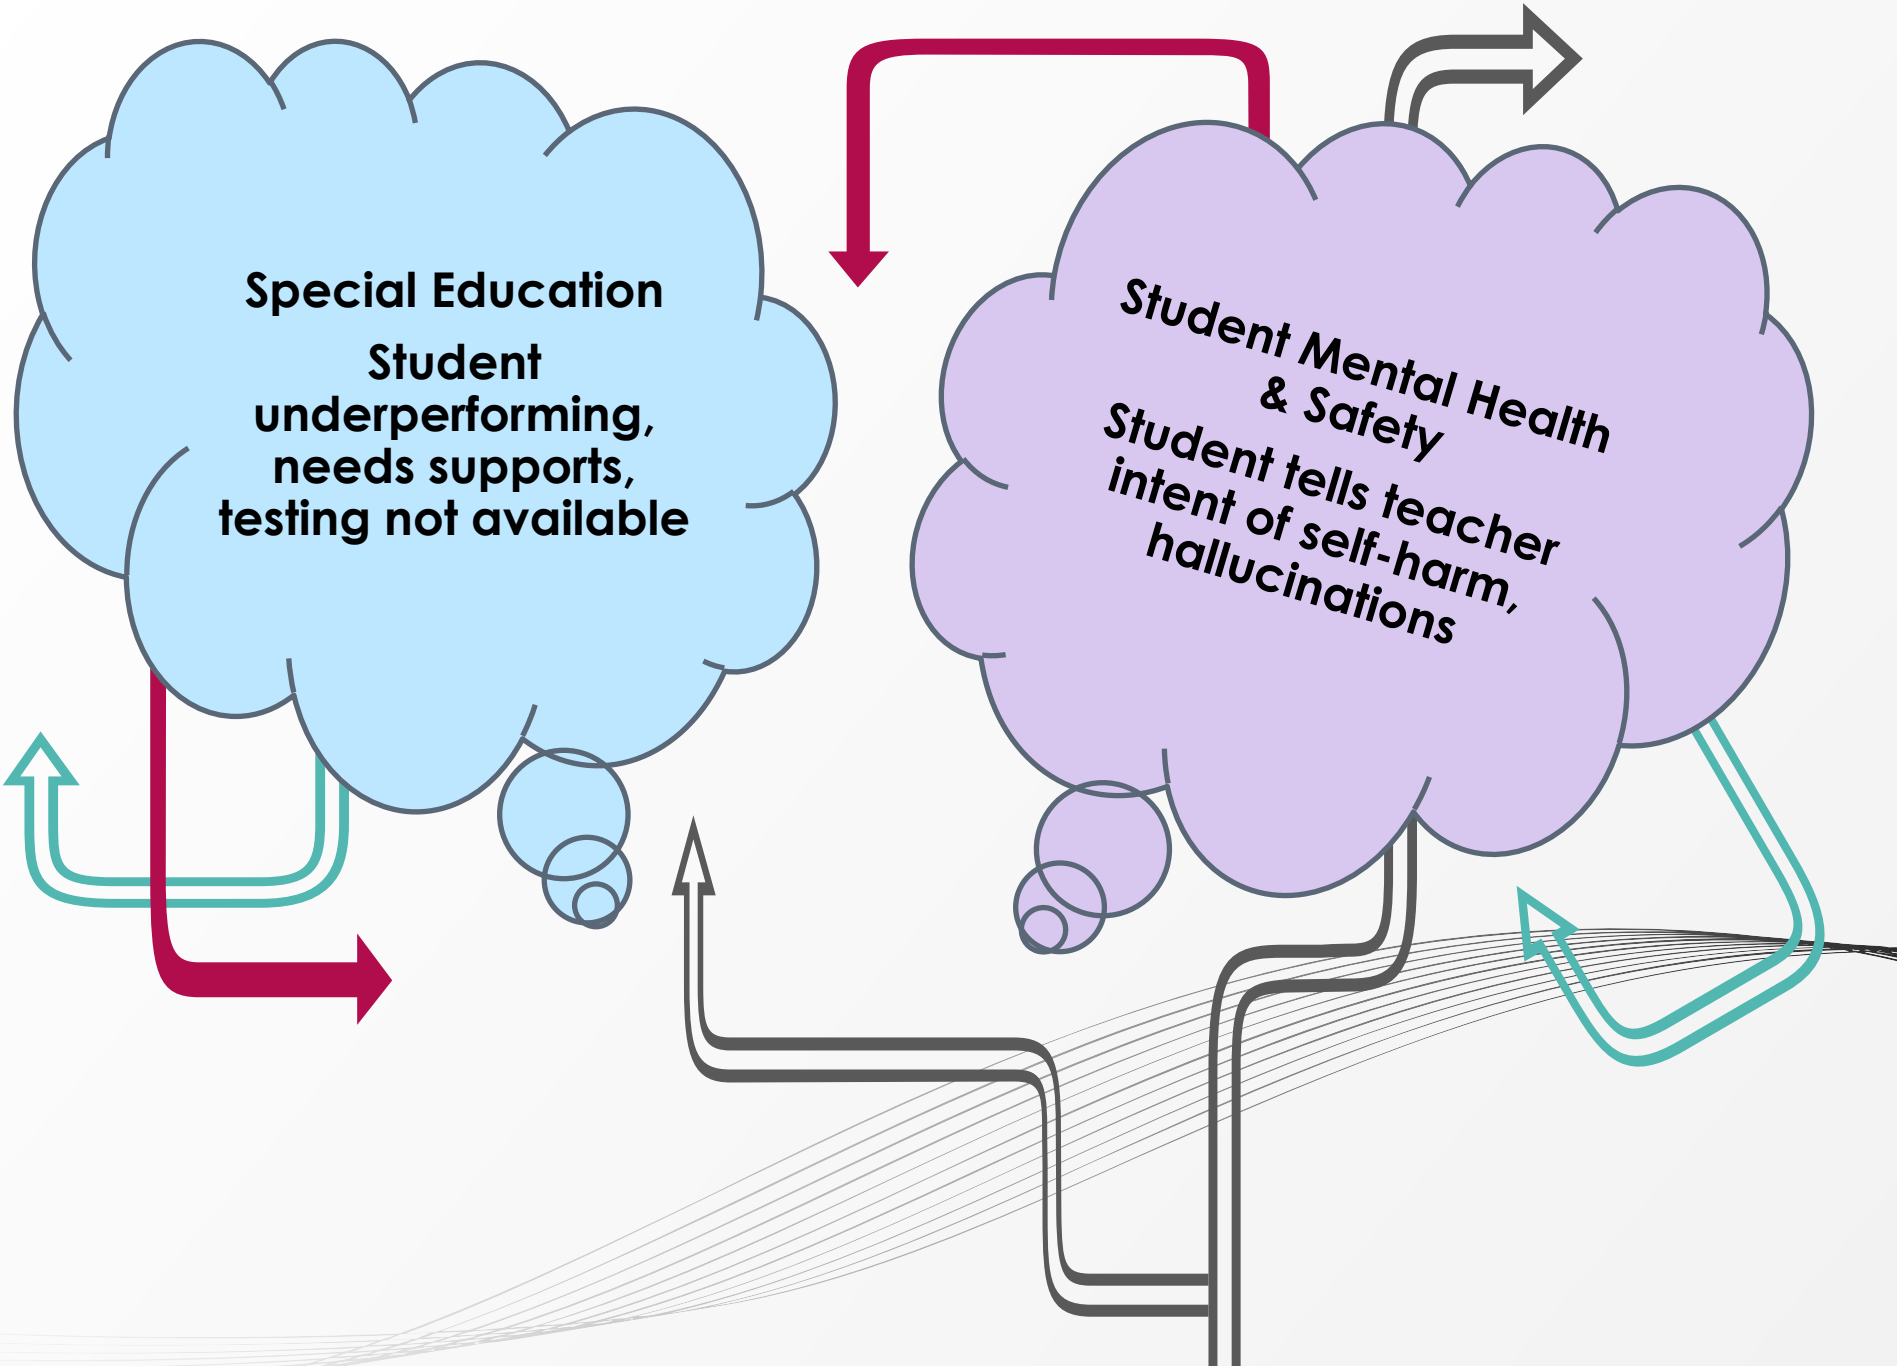 Special Education
Student
underperforming,
needs supports,
testing not available
Student Mental Health
& Safety
Student tells teacher
intent of self-harm,
hallucinations